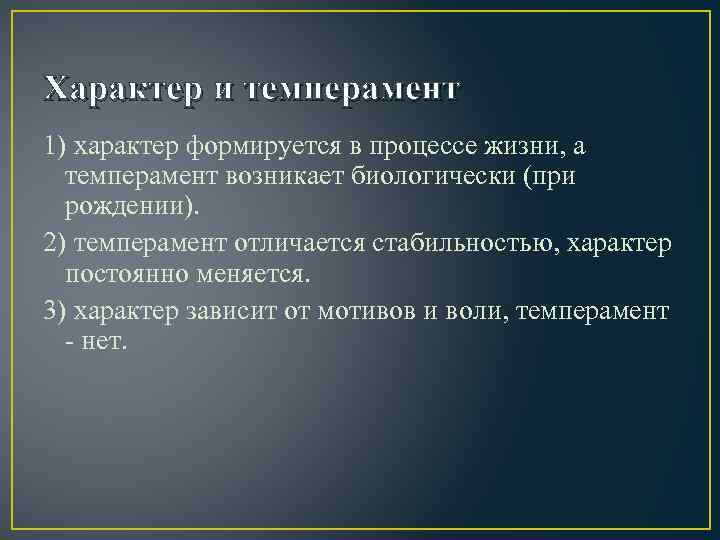 Характер и темперамент
1) характер формируется в процессе жизни, а
темперамент возникает биологически (при
рождении).
2) темперамент отличается стабильностью, характер
постоянно меняется.
3) характер зависит от мотивов и воли, темперамент
- нет.